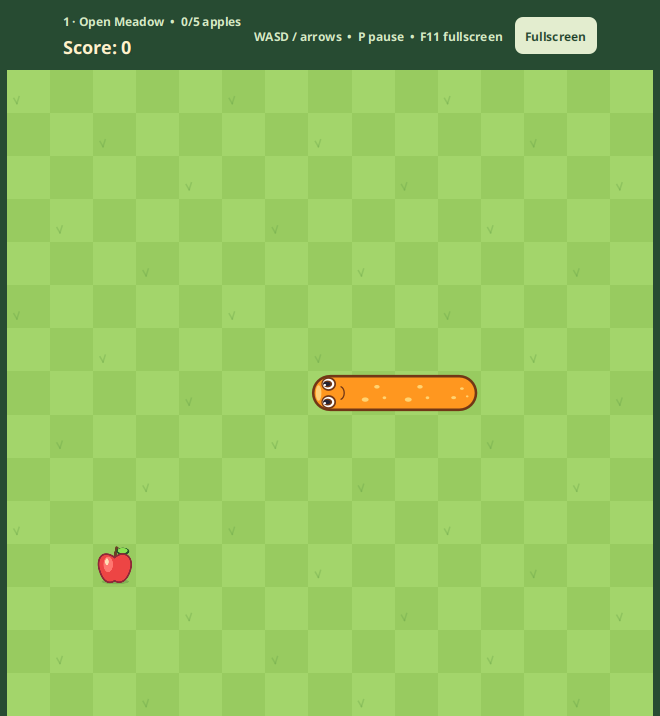 1 · Open Meadow • 0/5 apples
Score: 0
WASD / arrows • P pause • F11 fullscreen
Fullscreen